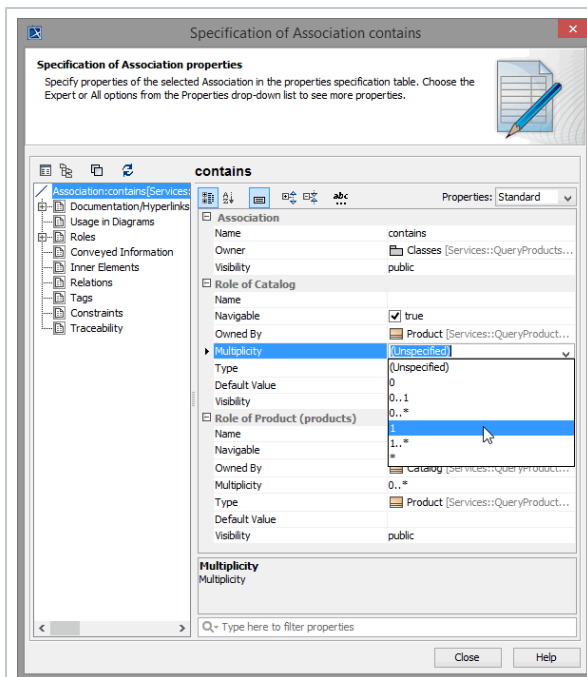 Specification of Association contains
Specification of Association properties
Specify properties of the selected Association in the properties specification table. Choose the
Expert or All options from the Properties drop-down list to see more properties.
contains
Association:contains[Services:
Documentation/Hyperlinks
Usage in Diagrams
Roles
Conveyed Information
Inner Elements
Relations
Tags
Constraints
Traceability
Properties: Standard
Association
Name contains
Owner Classes [Services::QueryProducts...
Visibility public
Role of Catalog
Name
Navigable true
Owned By Product [Services::QueryProduct...
Multiplicity (Unspecified)
Type (Unspecified)
Default Value 0
Visibility 0..1
0..*
Role of Product (products)
1
Name
1..*
Navigable
*
Owned By Catalog [Services::QueryProduct...
Multiplicity 0..*
Type Product [Services::QueryProduct...
Default Value
Visibility public
Multiplicity
Multiplicity
Type here to filter properties
Close Help